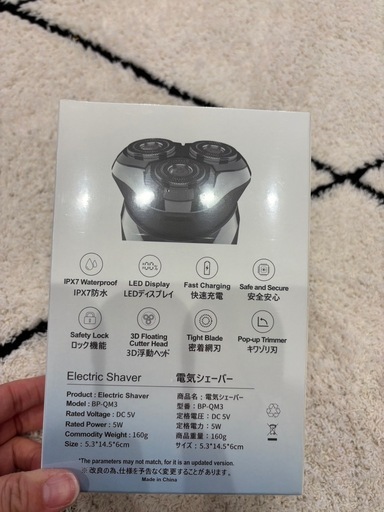 100%
IPX7 Waterproof
IPX7防水
LED Display
LEDディスプレイ
Fast Charging
快速充電
Safe and Secure
安全安心
Safety Lock
ロック機能
3D Floating
Cutter Head
3D浮動ヘッド
Tight Blade
密着網刃
Pop-up Trimmer
キワゾリ刃
Electric Shaver
Product : Electric Shaver
Model : BP-QM3
Rated Voltage : DC 5V
Rated Power : 5W
Commodity Weight : 160g
Size : 5.3*14.5*6cm
電気シェーバー
商品名 : 電気シェーバー
型番 : BP-QM3
定格電圧 : DC 5V
定格電力 : 5W
商品重量 : 160g
サイズ : 5.3*14.5*6cm
*The parameters may not match, for it is an updated version.
※ 改良の為、仕様を予告なく変更することがあります。
Made in China